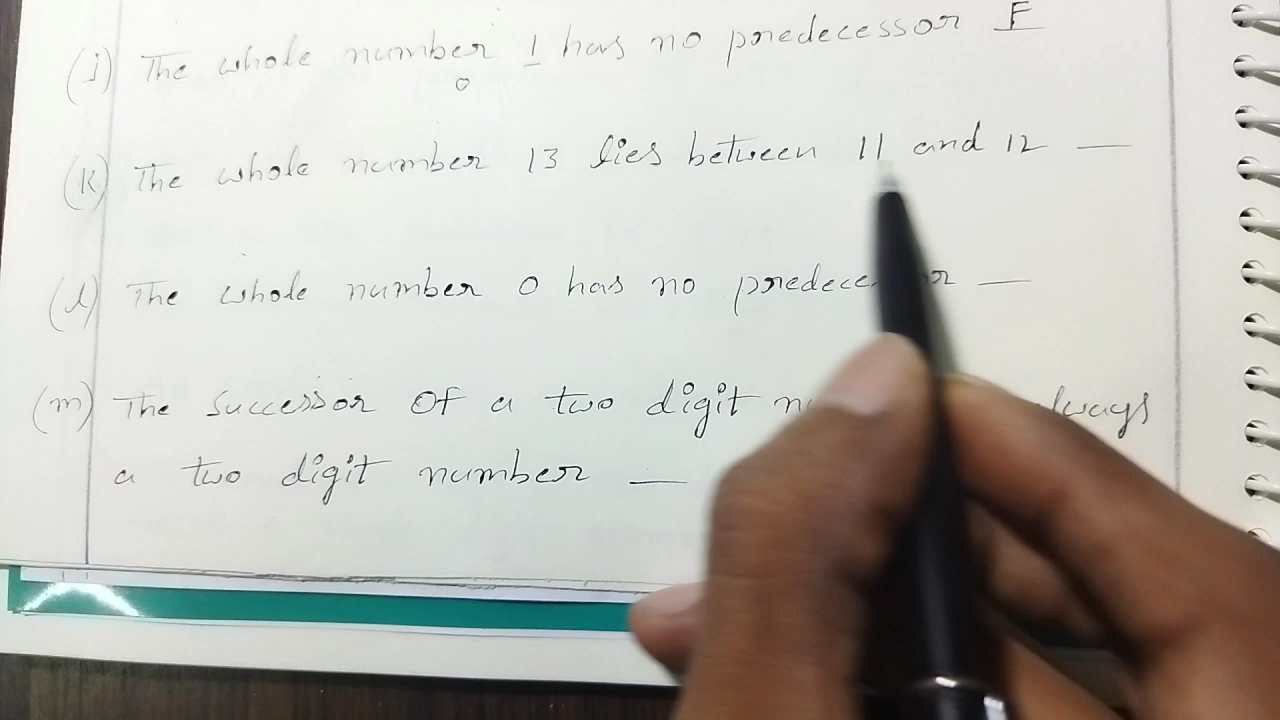 (j) The whole number 1 has no predecessor F
0
(k) The whole number 13 lies between 11 and 12 —
(l) The whole number 0 has no —
(m) The successor of a two digit
a two digit number —